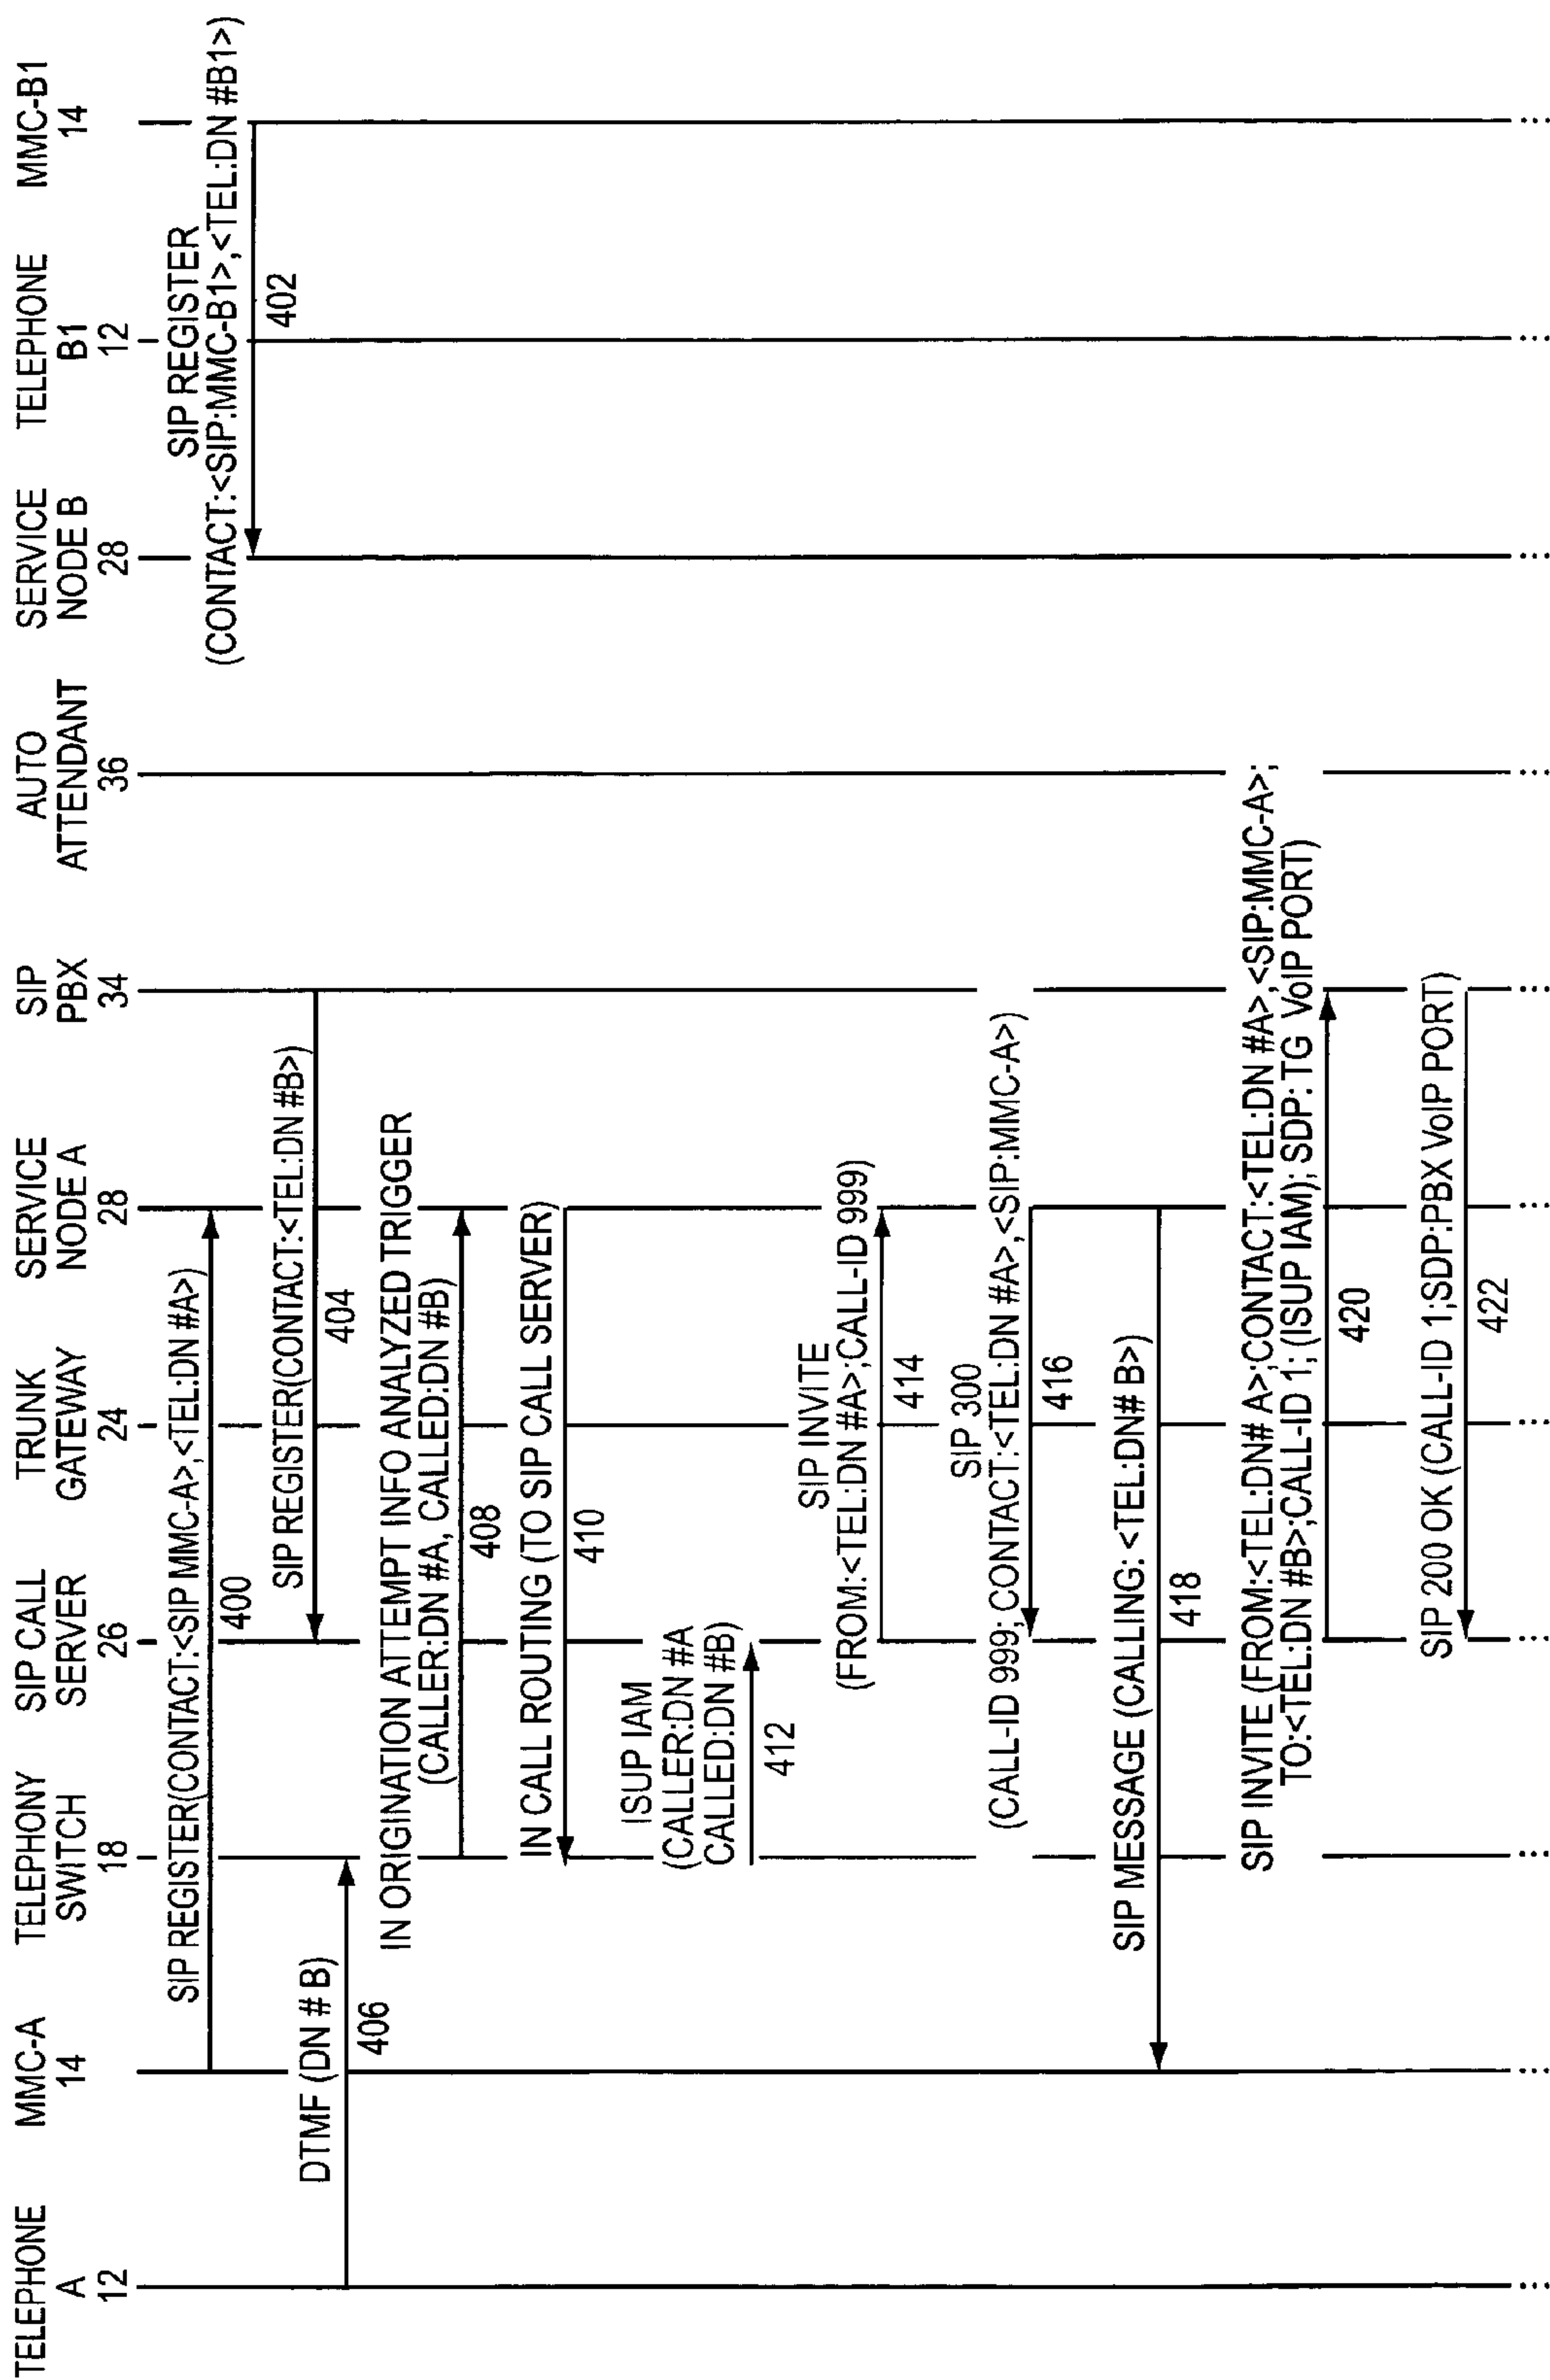 TELEPHONE
A
12
MMC-A
14
TELEPHONY
SWITCH
18
SIP CALL
SERVER
26
TRUNK
GATEWAY
24
SERVICE
NODE A
28
SIP
PBX
34
AUTO
ATTENDANT
36
SERVICE
NODE B
28
TELEPHONE
B1
12
MMC-B1
14
SIP REGISTER(CONTACT:<SIP MMC-A>,<TEL:DN #A>)
400
SIP REGISTER
(CONTACT:<SIP:MMC-B1>,<TEL:DN #B1>)
402
SIP REGISTER(CONTACT:<TEL:DN #B>)
404
DTMF (DN # B)
406
IN ORIGINATION ATTEMPT INFO ANALYZED TRIGGER
(CALLER:DN #A, CALLED:DN #B)
408
IN CALL ROUTING (TO SIP CALL SERVER)
410
ISUP IAM
(CALLER:DN #A
CALLED:DN #B)
412
SIP INVITE
(FROM:<TEL:DN #A>;CALL-ID 999)
414
SIP 300
(CALL-ID 999; CONTACT:<TEL:DN #A>,<SIP:MMC-A>)
416
SIP MESSAGE (CALLING: <TEL:DN# B>)
418
SIP INVITE (FROM:<TEL:DN# A>;CONTACT:<TEL:DN #A>,<SIP:MMC-A>;
TO:<TEL:DN #B>;CALL-ID 1; (ISUP IAM); SDP: TG VoIP PORT)
420
SIP 200 OK (CALL-ID 1;SDP:PBX VoIP PORT)
422